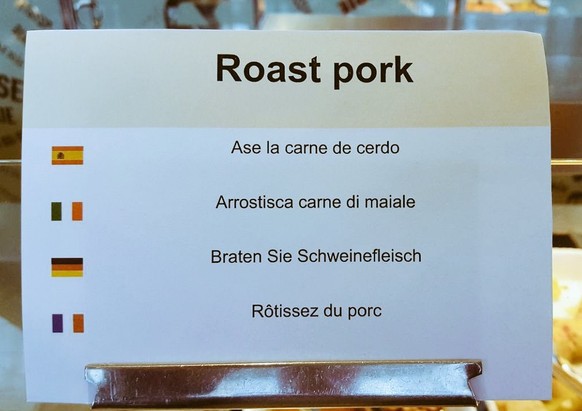 Roast pork
Ase la carne de cerdo
Arrostisca carne di maiale
Braten Sie Schweinefleisch
Rôtissez du porc